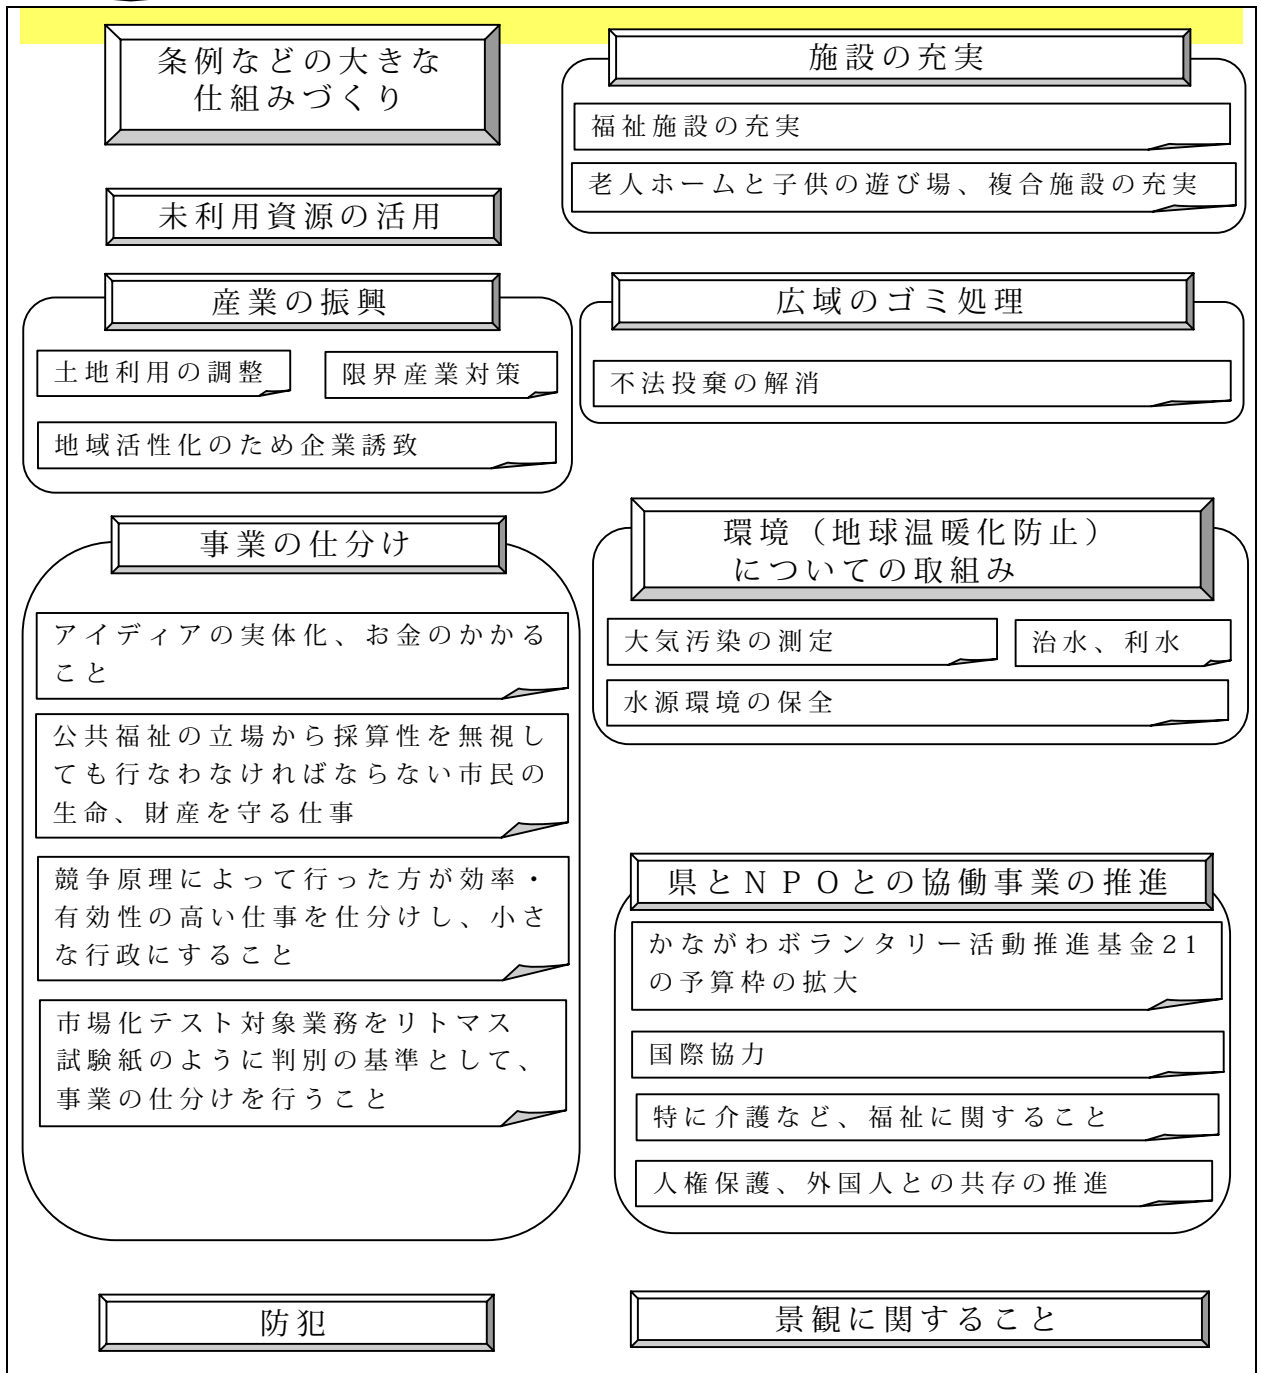 条例などの大きな
仕組みづくり
未利用資源の活用
産業の振興
土地利用の調整
限界産業対策
地域活性化のため企業誘致
事業の仕分け
アイディアの実体化、お金のかかる
こと
公共福祉の立場から採算性を無視し
ても行なわなければならない市民の
生命、財産を守る仕事
競争原理によって行った方が効率・
有効性の高い仕事を仕分けし、小さ
な行政にすること
市場化テスト対象業務をリトマス
試験紙のように判別の基準として、
事業の仕分けを行うこと
防犯
施設の充実
福祉施設の充実
老人ホームと子供の遊び場、複合施設の充実
広域のゴミ処理
不法投棄の解消
環境（地球温暖化防止）
についての取組み
大気汚染の測定
治水、利水
水源環境の保全
県とＮＰＯとの協働事業の推進
かながわボランタリー活動推進基金21
の予算枠の拡大
国際協力
特に介護など、福祉に関すること
人権保護、外国人との共存の推進
景観に関すること